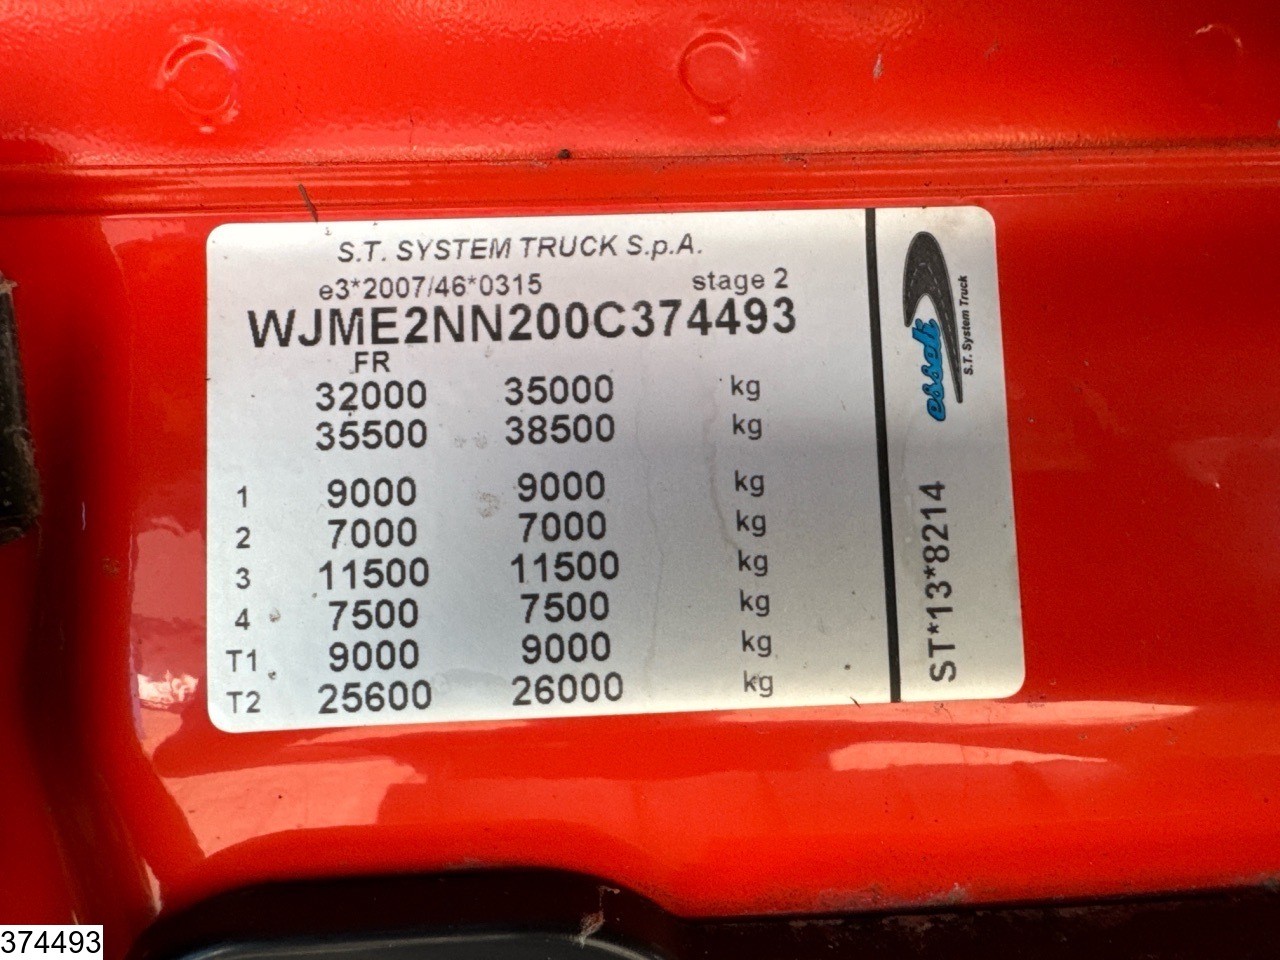 S.T. SYSTEM TRUCK S.p.A.
e3*2007/46*0315 stage 2
WJME2NN200C374493
FR
32000 35000 kg
35500 38500 kg
1 9000 9000 kg
2 7000 7000 kg
3 11500 11500 kg
4 7500 7500 kg
T1 9000 9000 kg
T2 25600 26000 kg
essek
S.T. System Truck
ST*13*8214
374493